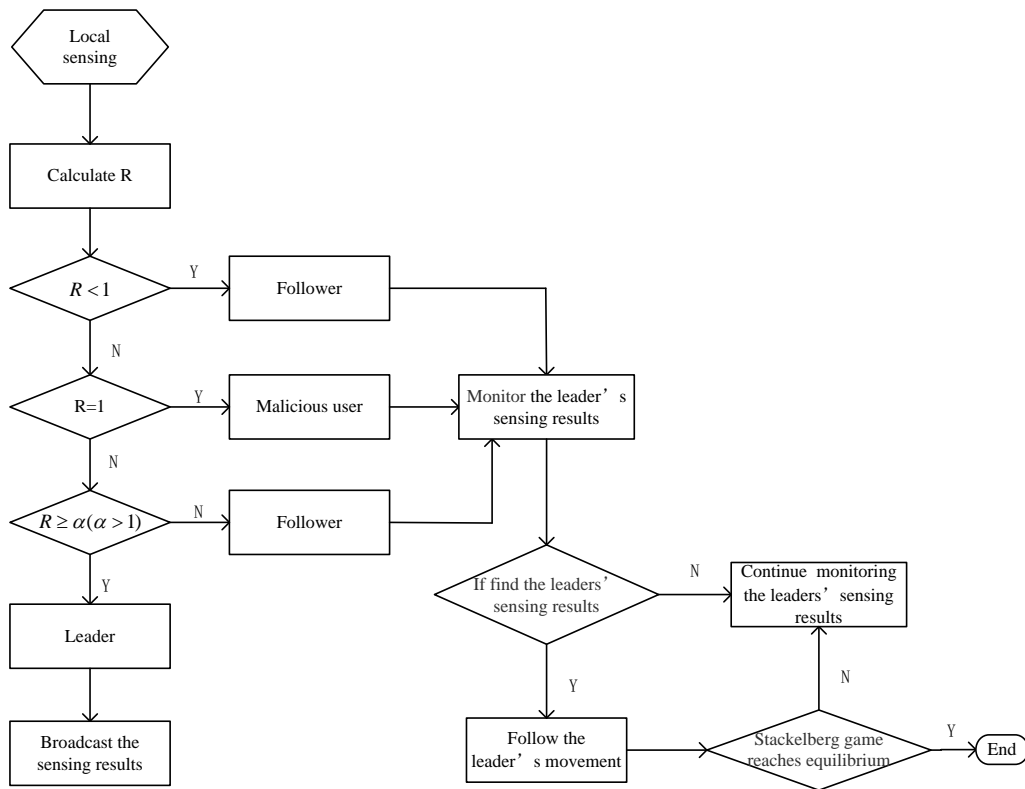 Local
sensing
Calculate R
R < 1
Y
Follower
N
R=1
Y
Malicious user
Monitor the leader's
sensing results
N
R ≥ α(α > 1)
N
Follower
Y
Leader
Broadcast the
sensing results
If find the leaders'
sensing results
N
Continue monitoring
the leaders' sensing
results
Y
N
Follow the
leader's movement
Stackelberg game
reaches equilibrium
Y
End